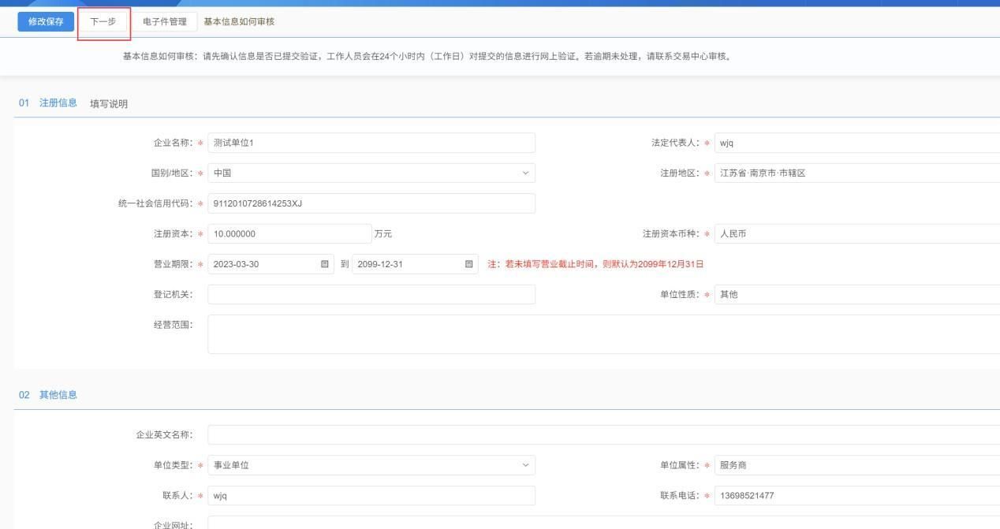 修改保存 下一步 电子件管理 基本信息如何审核
基本信息如何审核：请先确认信息是否已提交验证，工作人员会在24个小时内（工作日）对提交的信息进行网上验证。若逾期未处理，请联系交易中心审核。
01 注册信息 填写说明
企业名称：* 测试单位1 法定代表人：* wjq
国别/地区：* 中国 注册地区：* 江苏省·南京市·市辖区
统一社会信用代码：* 9112010728614253XJ
注册资本：* 10.000000 万元 注册资本币种：* 人民币
营业期限：* 2023-03-30 到 2099-12-31 注：若未填写营业截止时间，则默认为2099年12月31日
登记机关： 单位性质：* 其他
经营范围：
02 其他信息
企业英文名称：
单位类型：* 事业单位 单位属性：* 服务商
联系人：* wjq 联系电话：* 13698521477
企业网址：